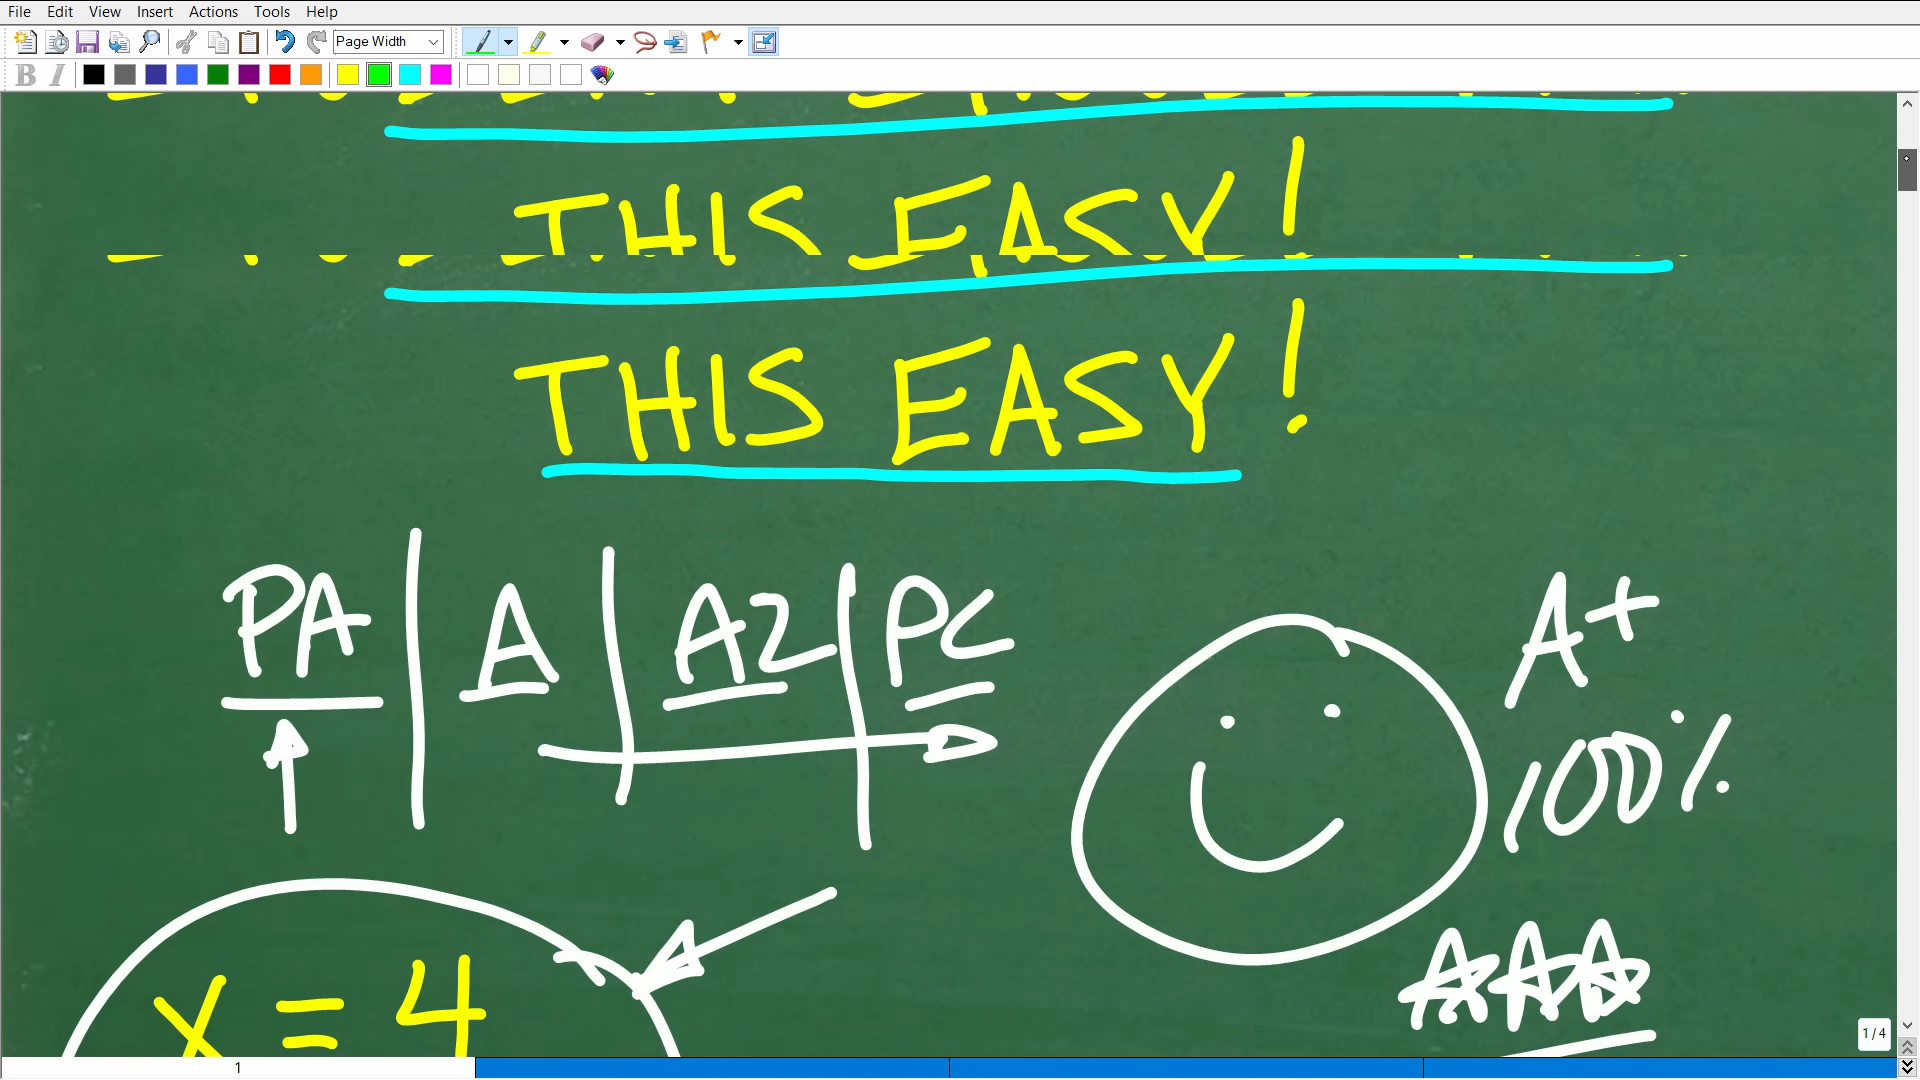 File Edit View Insert Actions Tools Help
Page Width
B I
THIS EASY!
THIS EASY!
PA A A2 PC
A+
100%
x = 4
1 / 4
1